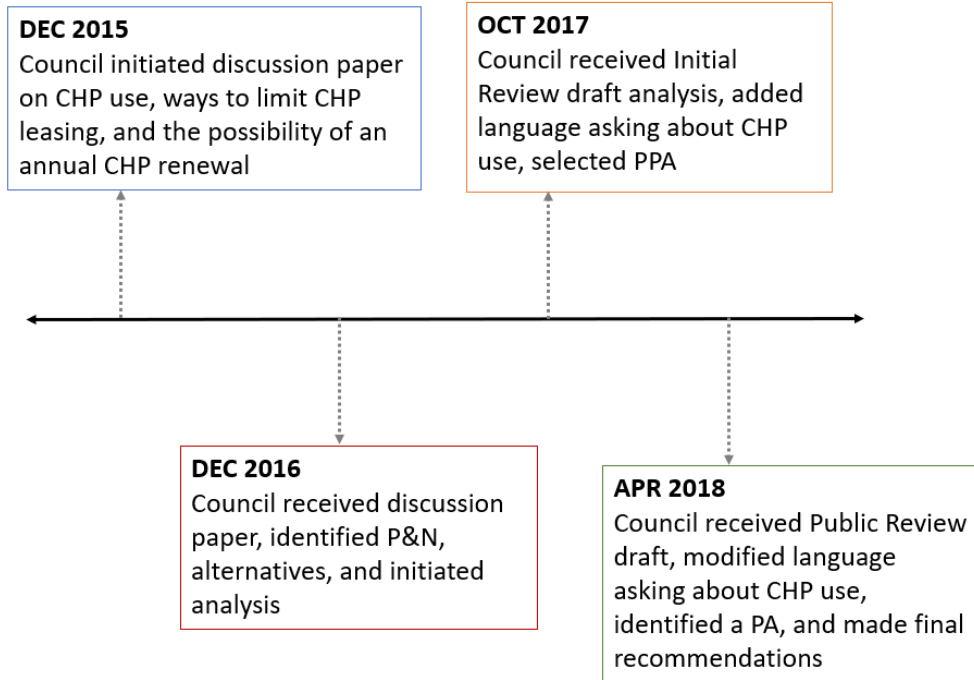 DEC 2015
Council initiated discussion paper
on CHP use, ways to limit CHP
leasing, and the possibility of an
annual CHP renewal
OCT 2017
Council received Initial
Review draft analysis, added
language asking about CHP
use, selected PPA
DEC 2016
Council received discussion
paper, identified P&N,
alternatives, and initiated
analysis
APR 2018
Council received Public Review
draft, modified language
asking about CHP use,
identified a PA, and made final
recommendations